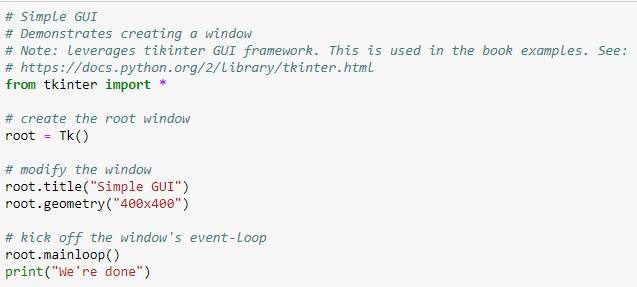 # Simple GUI
# Demonstrates creating a window
# Note: leverages tikinter GUI framework. This is used in the book examples. See:
# https://docs.python.org/2/library/tkinter.html
from tkinter import *

# create the root window
root = Tk()

# modify the window
root.title("Simple GUI")
root.geometry("400x400")

# kick off the window's event-loop
root.mainloop()
print("We're done")